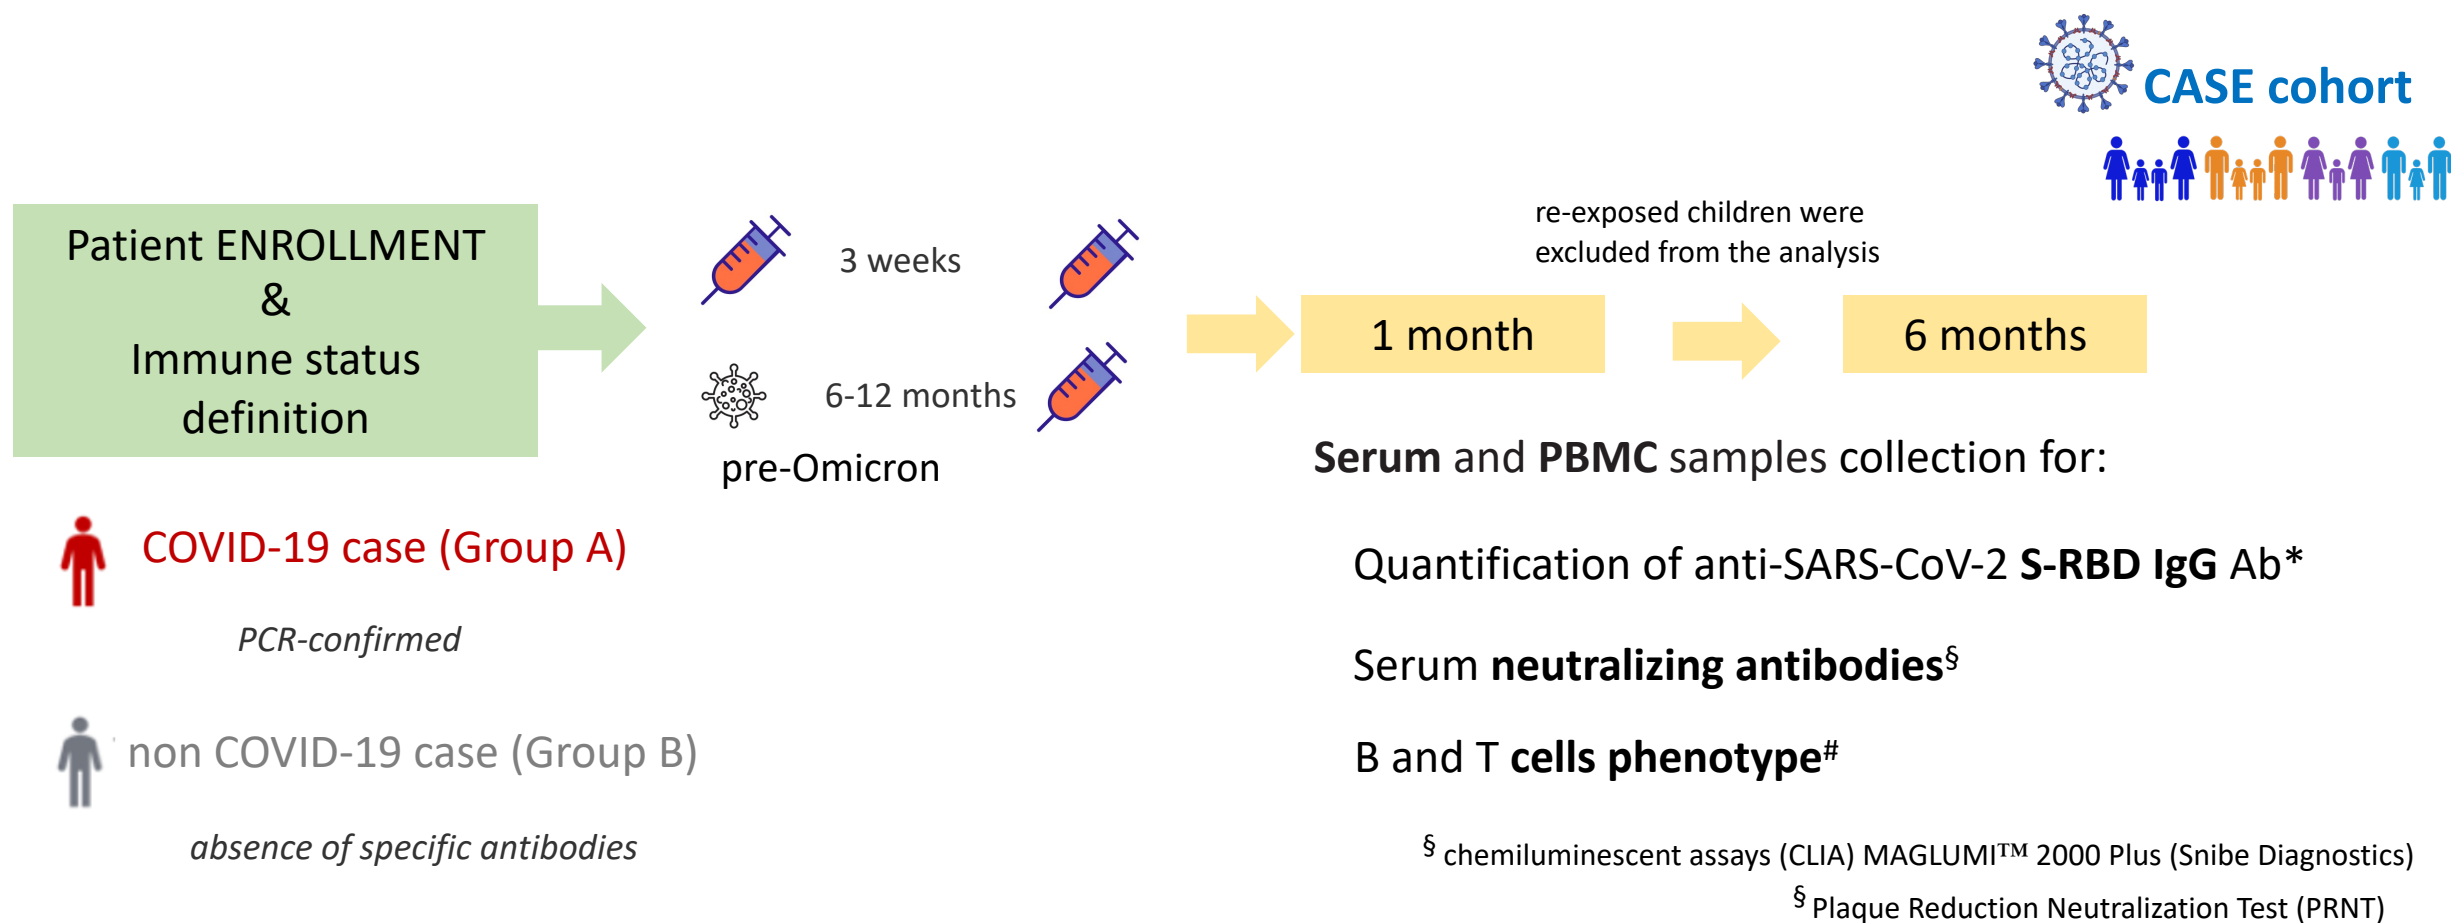 CASE cohort
Patient ENROLLMENT
&
Immune status
definition
3 weeks
6-12 months
pre-Omicron
re-exposed children were
excluded from the analysis
1 month
6 months
COVID-19 case (Group A)
PCR-confirmed
non COVID-19 case (Group B)
absence of specific antibodies
Serum and PBMC samples collection for:
Quantification of anti-SARS-CoV-2 S-RBD IgG Ab*
Serum neutralizing antibodies§
B and T cells phenotype#
§ chemiluminescent assays (CLIA) MAGLUMI™ 2000 Plus (Snibe Diagnostics)
§ Plaque Reduction Neutralization Test (PRNT)